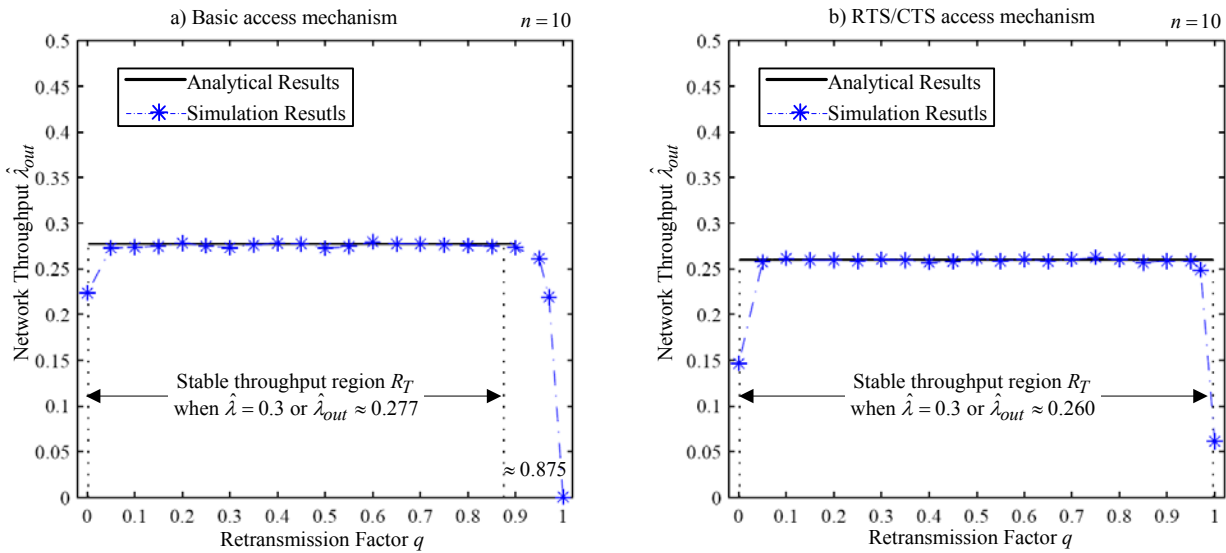 a) Basic access mechanism
n = 10
0.5
0.45
0.4
0.35
0.3
0.25
0.2
0.15
0.1
0.05
0
Network Throughput λ̂out
Analytical Results
Simulation Resutls
Stable throughput region RT
when λ̂ = 0.3 or λ̂out ≈ 0.277
≈ 0.875
0 0.1 0.2 0.3 0.4 0.5 0.6 0.7 0.8 0.9 1
Retransmission Factor q
b) RTS/CTS access mechanism
n = 10
0.5
0.45
0.4
0.35
0.3
0.25
0.2
0.15
0.1
0.05
0
Network Throughput λ̂out
Analytical Results
Simulation Resutls
Stable throughput region RT
when λ̂ = 0.3 or λ̂out ≈ 0.260
0 0.1 0.2 0.3 0.4 0.5 0.6 0.7 0.8 0.9 1
Retransmission Factor q